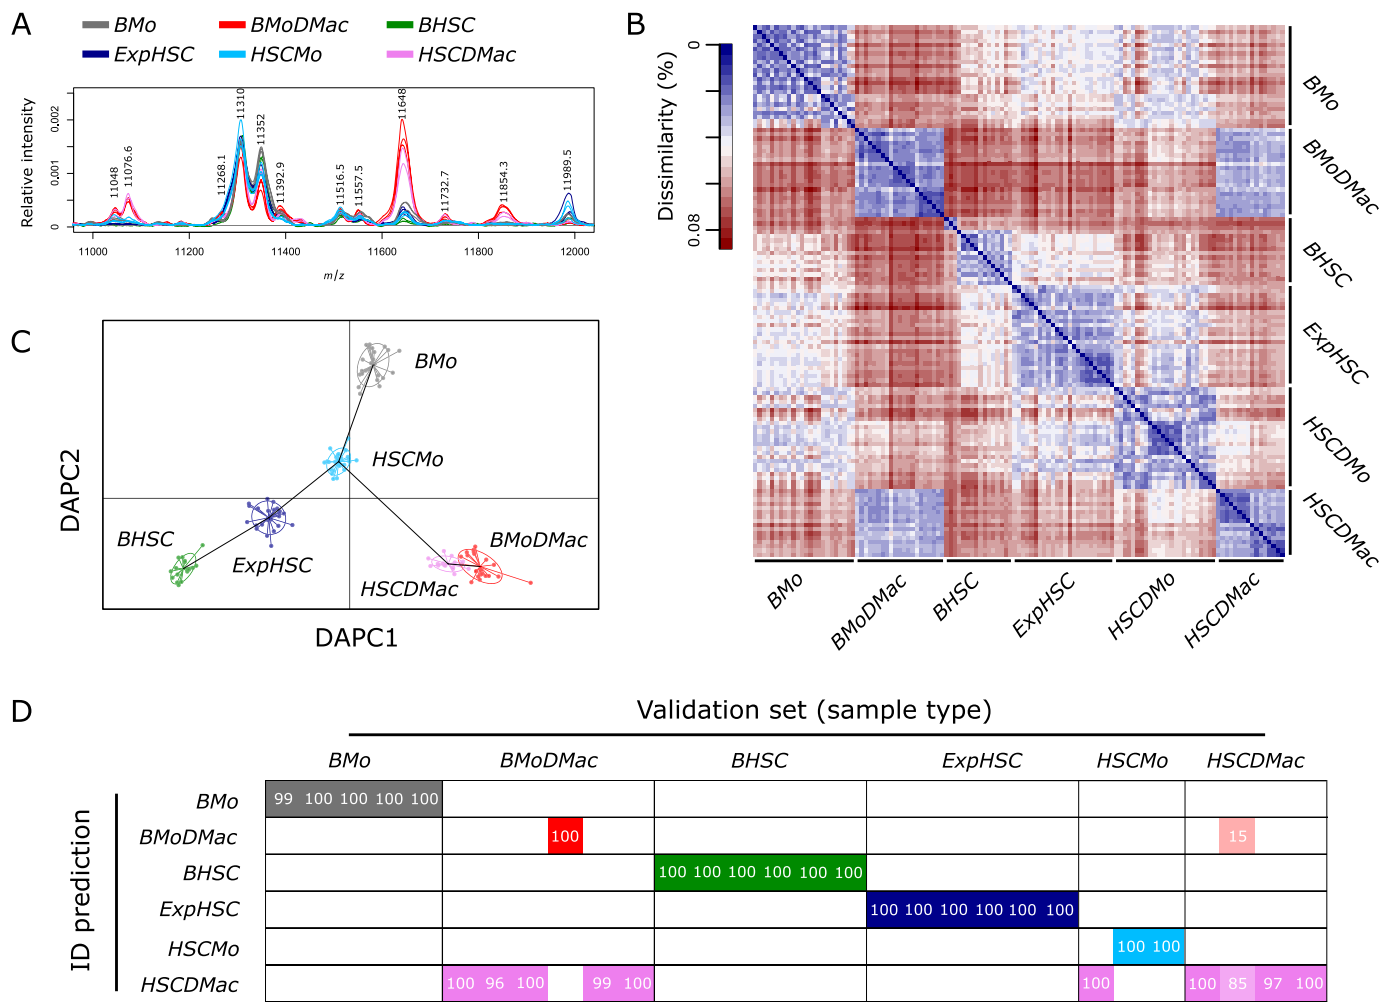 A
BMo
BMoDMac
BHSC
ExpHSC
HSCMo
HSCDMac
Relative intensity
0
0.001
0.002
11048
11076.6
11268.1
11310
11352
11392.9
11516.5
11557.5
11648
11732.7
11854.3
11989.5
11000
11200
11400
11600
11800
12000
m/z
B
Dissimilarity (%)
0
0.08
BMo
BMoDMac
BHSC
ExpHSC
HSCDMo
HSCDMac
BMo
BMoDMac
BHSC
ExpHSC
HSCDMo
HSCDMac
C
BMo
HSCMo
BHSC
ExpHSC
BMoDMac
HSCDMac
DAPC2
DAPC1
D
Validation set (sample type)
BMo BMoDMac BHSC ExpHSC HSCMo HSCDMac
ID prediction
BMo 99 100 100 100 100
BMoDMac 100 15
BHSC 100 100 100 100 100 100
ExpHSC 100 100 100 100 100 100
HSCMo 100 100
HSCDMac 100 96 100 99 100 100 100 85 97 100